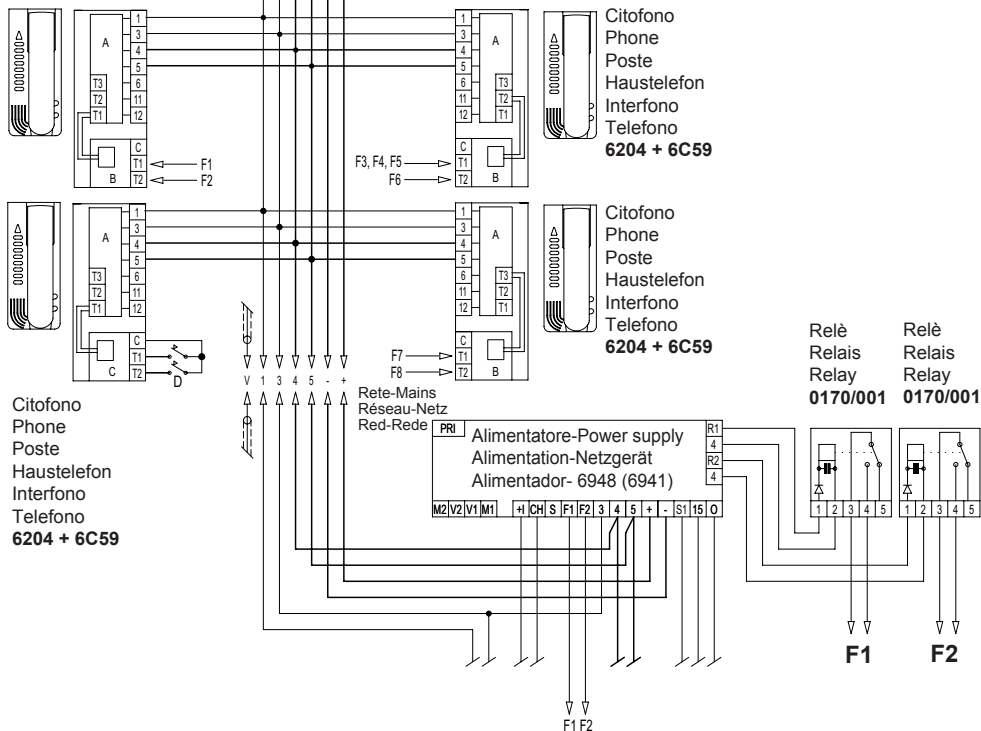 1
3
4
5
6
11
12
A
T3
T2
T1
C
T1
T2
B
F1
F2
1
3
4
5
6
11
12
A
T3
T2
T1
C
T1
T2
B
F3, F4, F5
F6
Citofono
Phone
Poste
Haustelefon
Interfono
Telefono
6204 + 6C59
1
3
4
5
6
11
12
A
T3
T2
T1
C
T1
T2
C
D
Citofono
Phone
Poste
Haustelefon
Interfono
Telefono
6204 + 6C59
1
3
4
5
6
11
12
A
T3
T2
T1
C
T1
T2
B
F7
F8
Citofono
Phone
Poste
Haustelefon
Interfono
Telefono
6204 + 6C59
V 1 3 4 5 - +
Rete-Mains
Réseau-Netz
Red-Rede
PRI
Alimentatore-Power supply
Alimentation-Netzgerät
Alimentador- 6948 (6941)
R1
4
R2
4
M2 V2 V1 M1 +I CH S F1 F2 3 4 5 + - S1 15 O
F1 F2
Relè
Relais
Relay
0170/001
1 2 3 4 5
F1
Relè
Relais
Relay
0170/001
1 2 3 4 5
F2